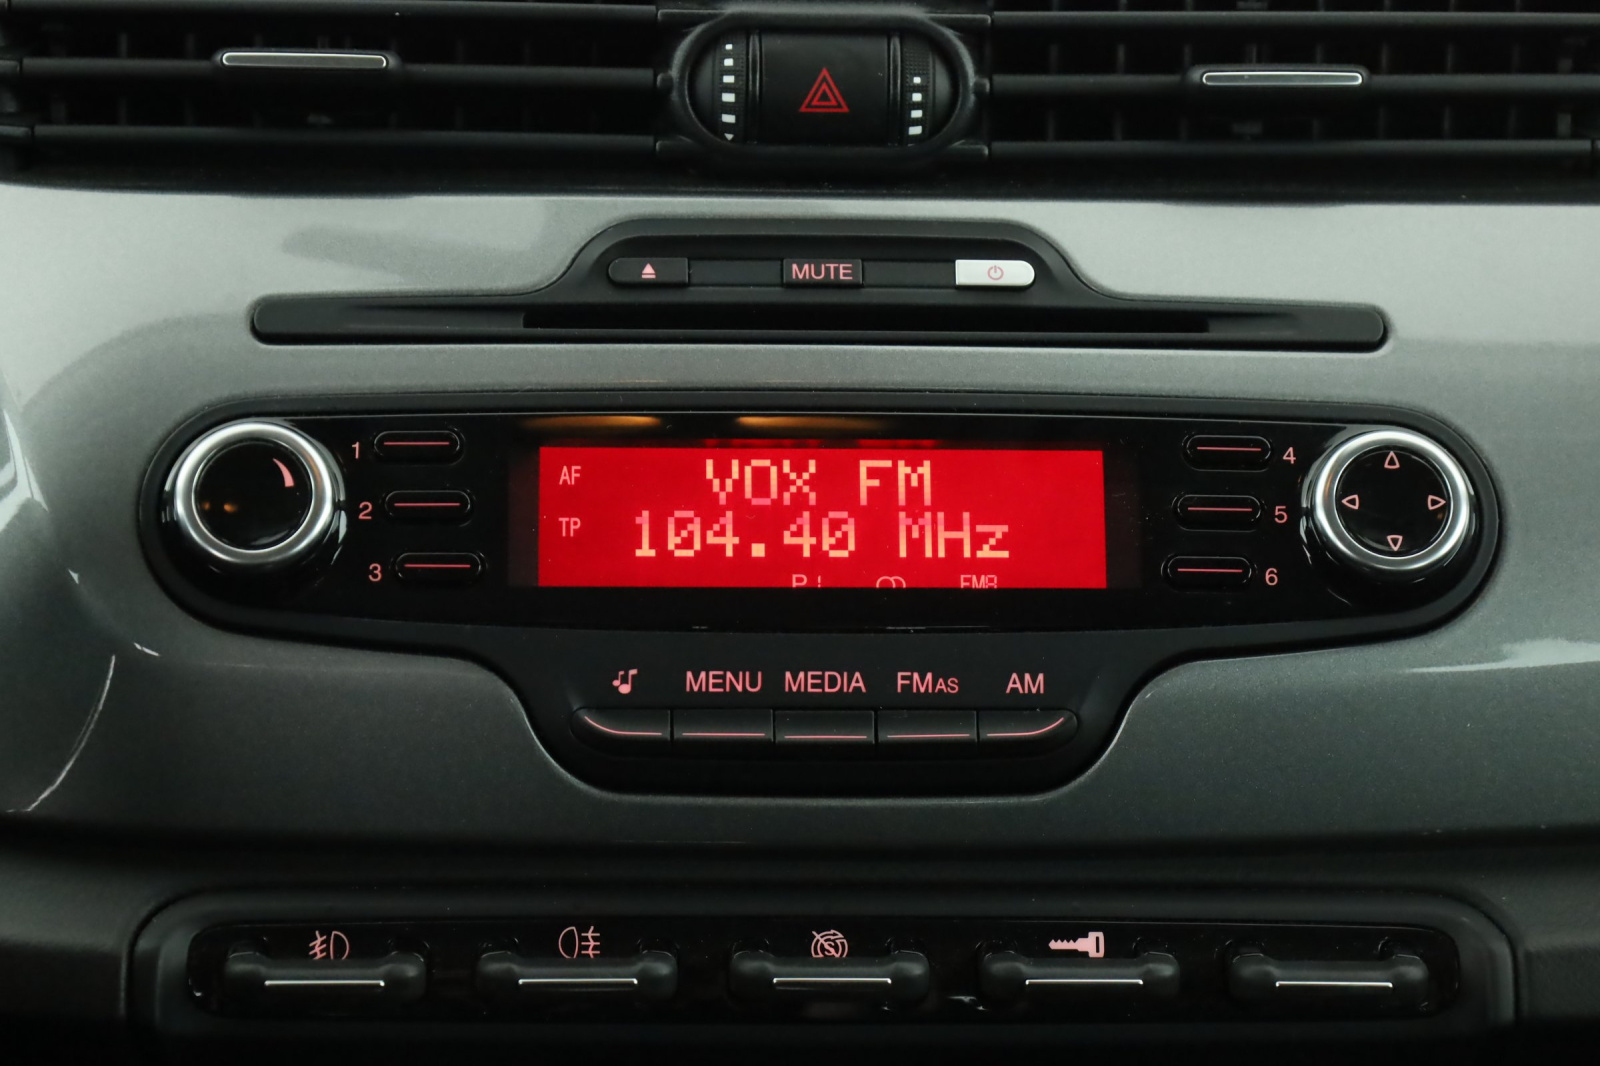 MUTE
1
2
3
AF
VOX FM
TP
104.40 MHz
4
5
6
MENU
MEDIA
FMAS
AM